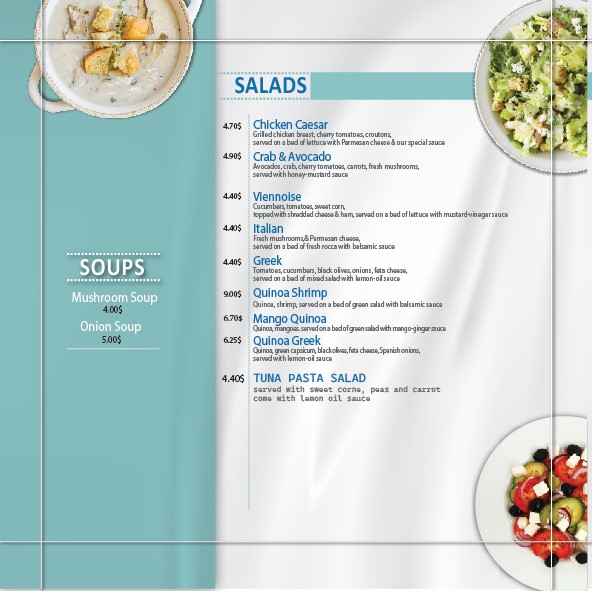 SALADS
4.70$ Chicken Caesar
Grilled chicken breast, cherry tomatoes, croutons,
served on a bed of lettuce with Parmesan cheese & our special sauce
4.90$ Crab & Avocado
Avocados, crab, cherry tomatoes, carrots, fresh mushrooms,
served with honey-mustard sauce
4.40$ Viennoise
Cucumbers, tomatoes, sweet corn,
topped with shredded cheese & ham, served on a bed of lettuce with mustard-vinegar sauce
4.40$ Italian
Fresh mushrooms,& Parmesan cheese,
served on a bed of fresh rocca with balsamic sauce
4.40$ Greek
Tomatoes, cucumbers, black olives, onions, feta cheese,
served on a bed of mixed salad with lemon-oil sauce
9.00$ Quinoa Shrimp
Quinoa, shrimp, served on a bed of green salad with balsamic sauce
6.70$ Mango Quinoa
Quinoa, mangoes. served on a bed of green salad with mango-ginger suce
6.25$ Quinoa Greek
Quinoa, green capsicum, black olives, feta cheese, Spanish onions,
served with lemon-oil sauce
4.40$ TUNA PASTA SALAD
served with sweet corne, peas and carrot
come with lemon oil sauce
SOUPS
Mushroom Soup
4.00$
Onion Soup
5.00$